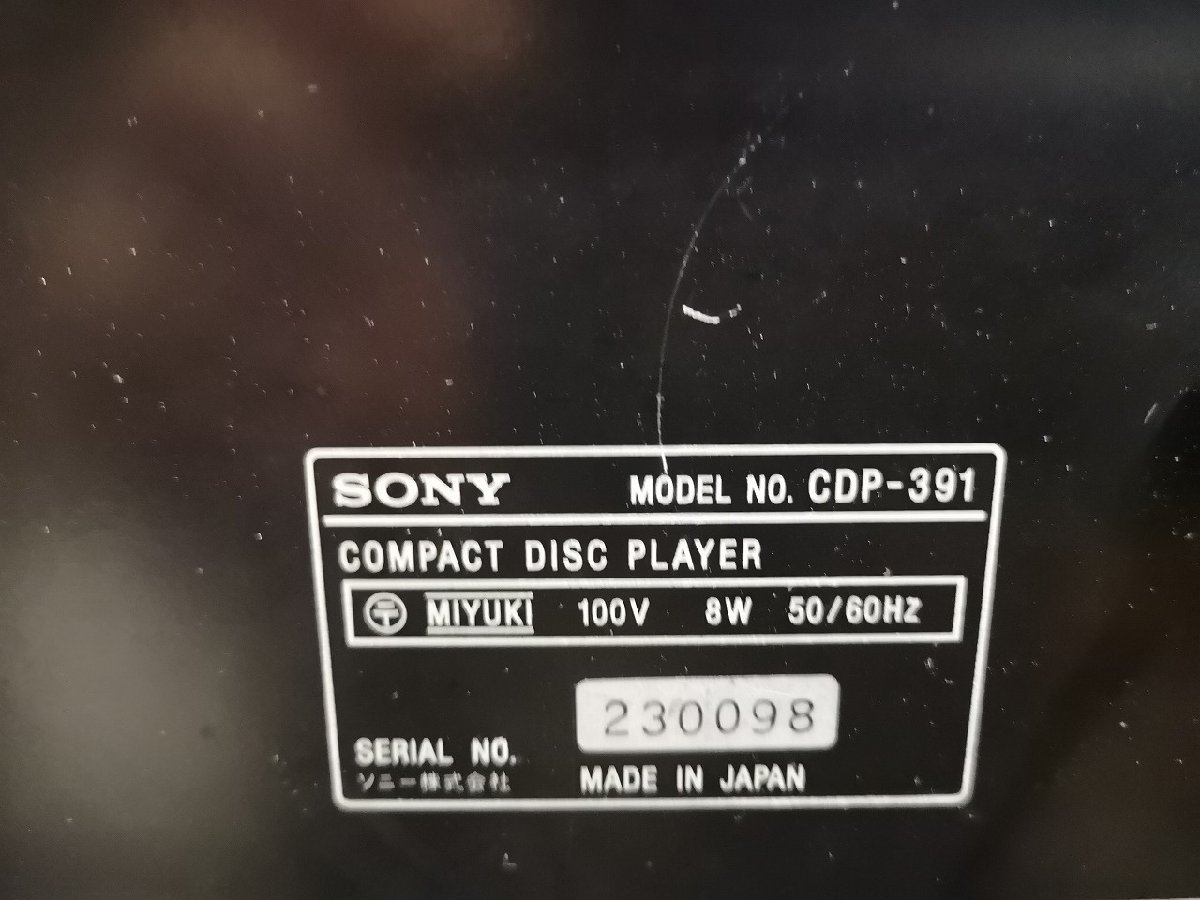 SONY MODEL NO. CDP-391
COMPACT DISC PLAYER
〒 MIYUKI 100V 8W 50/60Hz
230098
SERIAL NO.
ソニー株式会社 MADE IN JAPAN